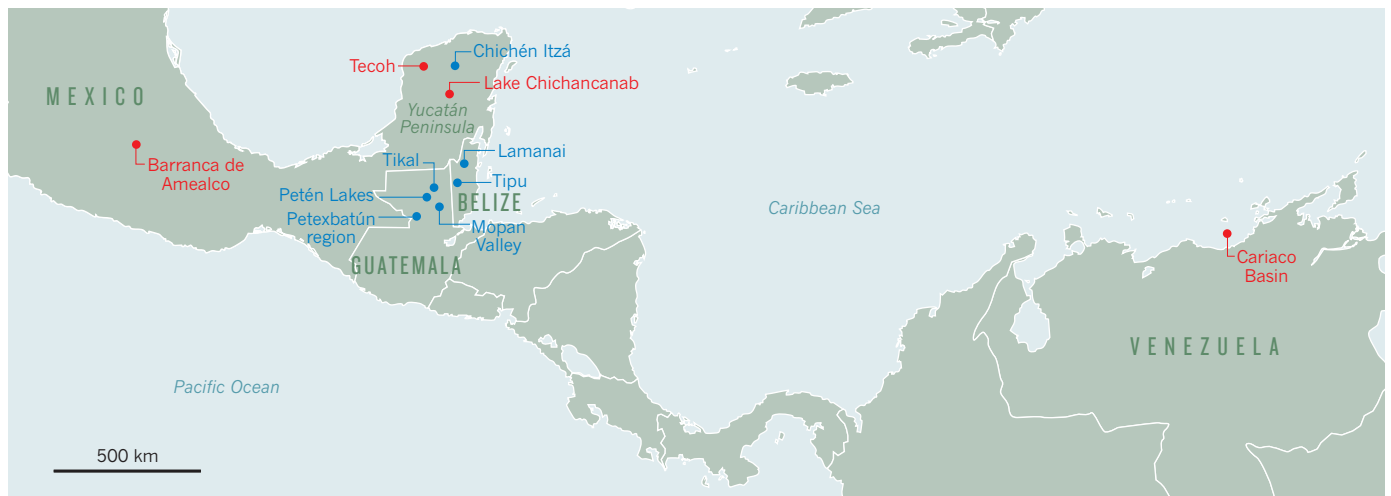 Chichén Itzá
Tecoh
Lake Chichancanab
MEXICO
Yucatán
Peninsula
Barranca de
Amealco
Lamanai
Tikal
Tipu
Petén Lakes
BELIZE
Petexbatún
region
Mopan
Valley
Caribbean Sea
GUATEMALA
Cariaco
Basin
VENEZUELA
Pacific Ocean
500 km